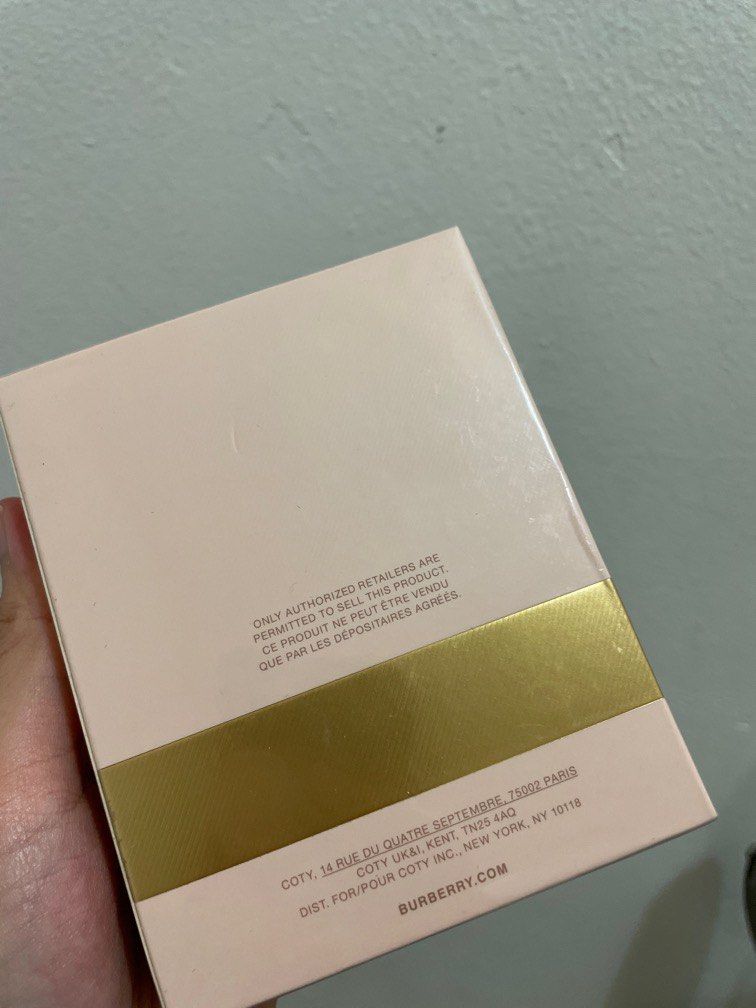 ONLY AUTHORIZED RETAILERS ARE
PERMITTED TO SELL THIS PRODUCT.
CE PRODUIT NE PEUT ÊTRE VENDU
QUE PAR LES DÉPOSITAIRES AGRÉÉS.
COTY, 14 RUE DU QUATRE SEPTEMBRE, 75002 PARIS
COTY UK&I, KENT, TN25 4AQ
DIST. FOR/POUR COTY INC., NEW YORK, NY 10118
BURBERRY.COM